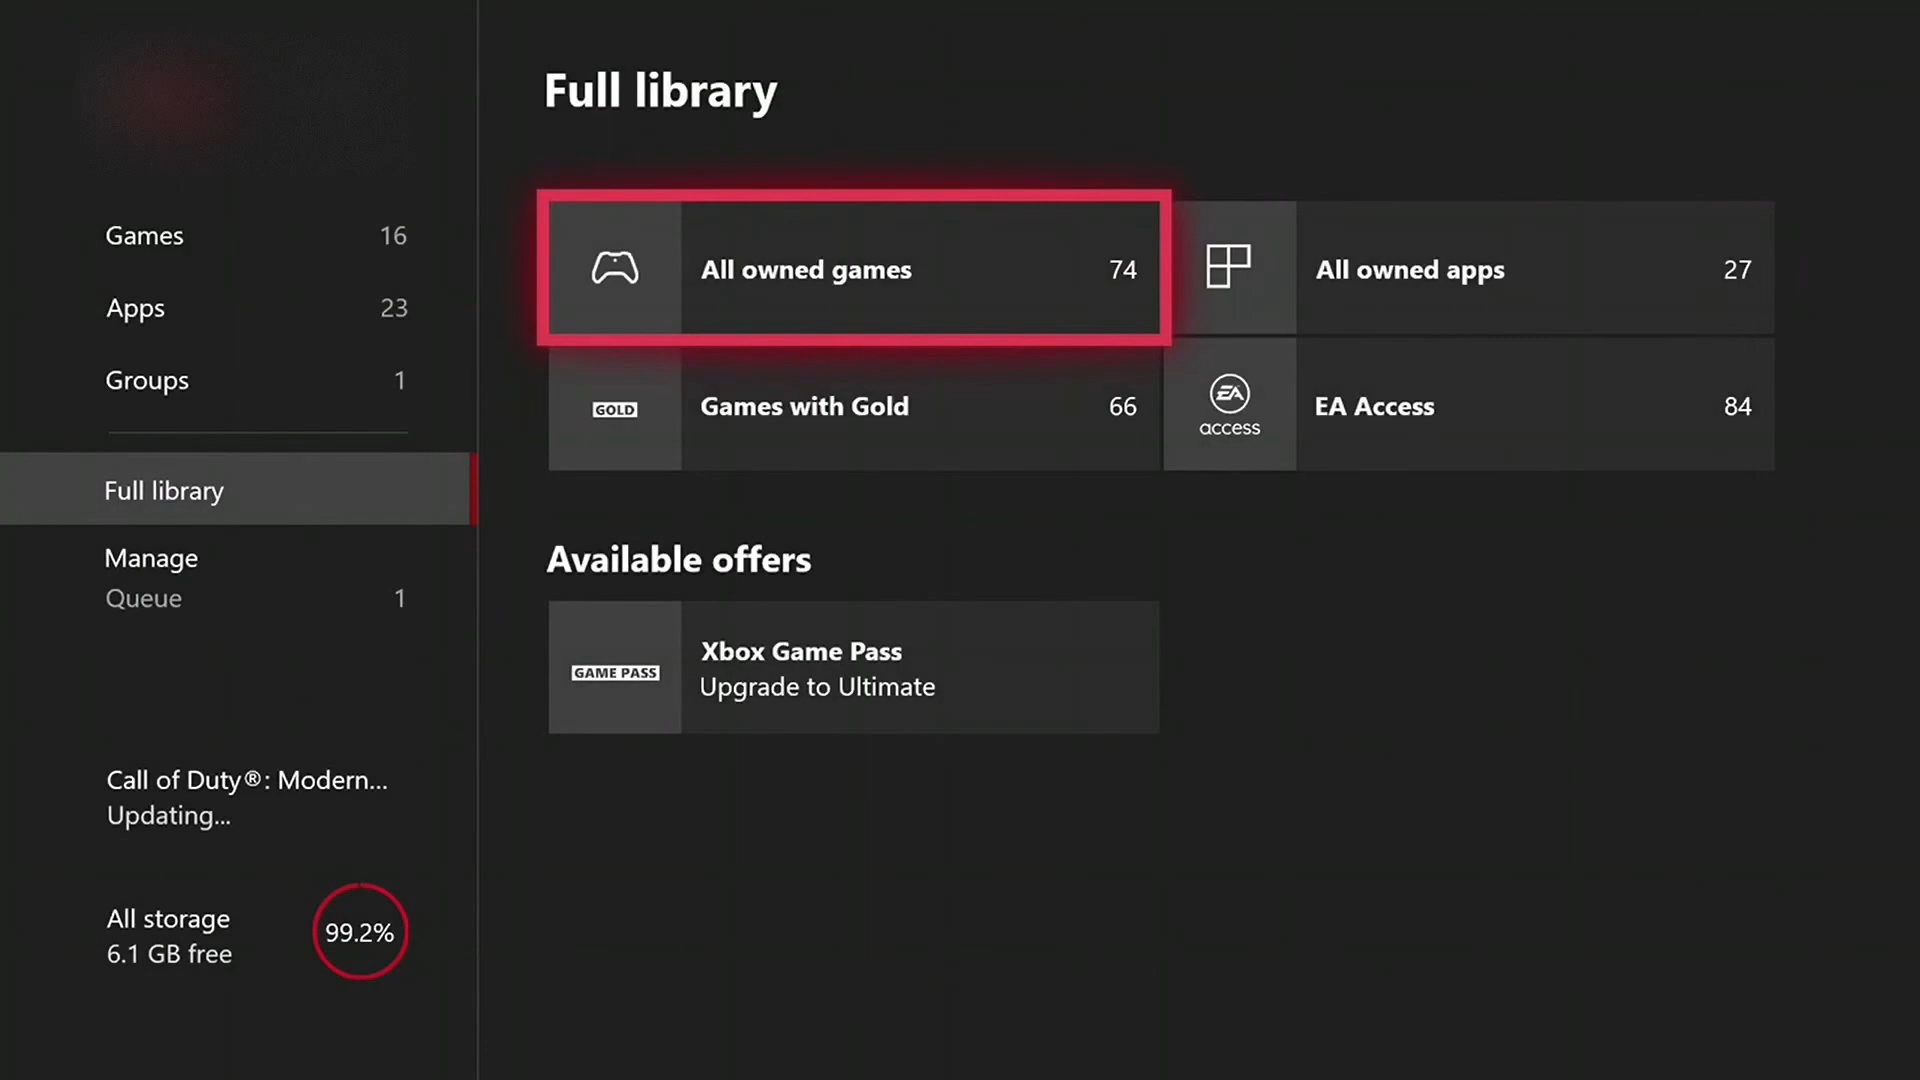 Games 16
Apps 23
Groups 1
Full library
Manage
Queue 1
Call of Duty®: Modern...
Updating...
All storage
6.1 GB free
99.2%
Full library
All owned games 74
All owned apps 27
GOLD
Games with Gold 66
EA
access
EA Access 84
Available offers
GAME PASS
Xbox Game Pass
Upgrade to Ultimate